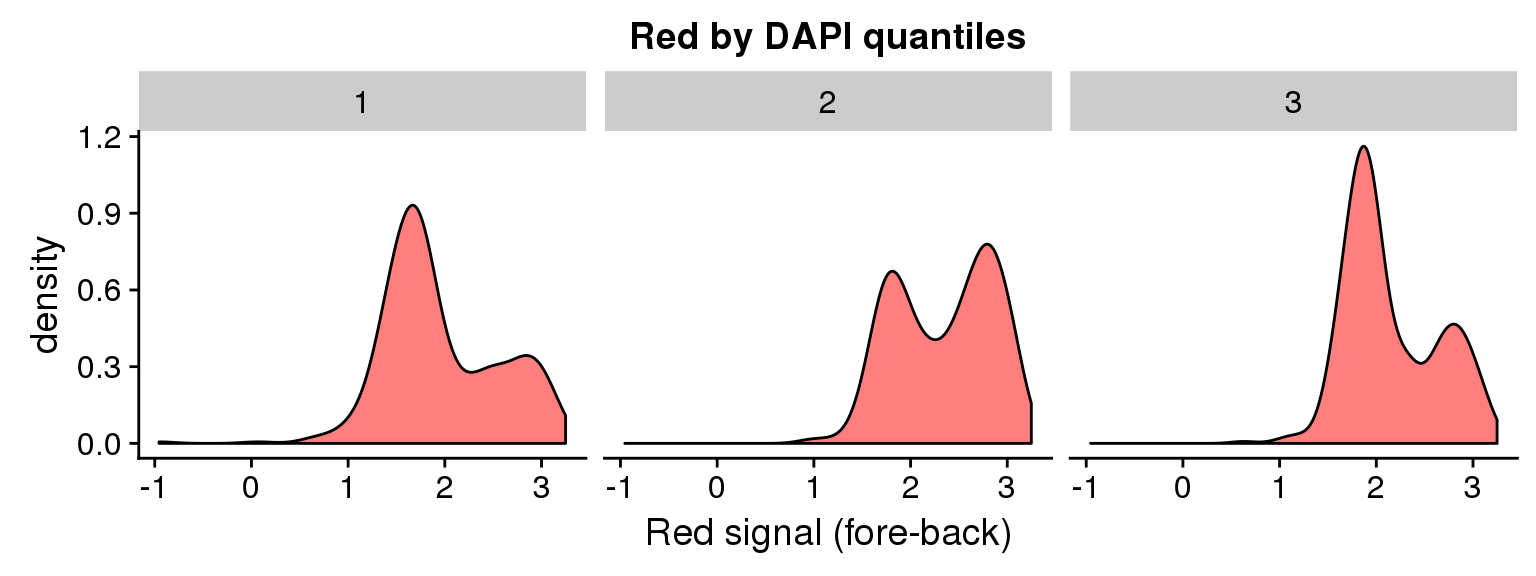 Red by DAPI quantiles
1 2 3
density
1.2
0.9
0.6
0.3
0.0
-1 0 1 2 3 -1 0 1 2 3 -1 0 1 2 3
Red signal (fore-back)